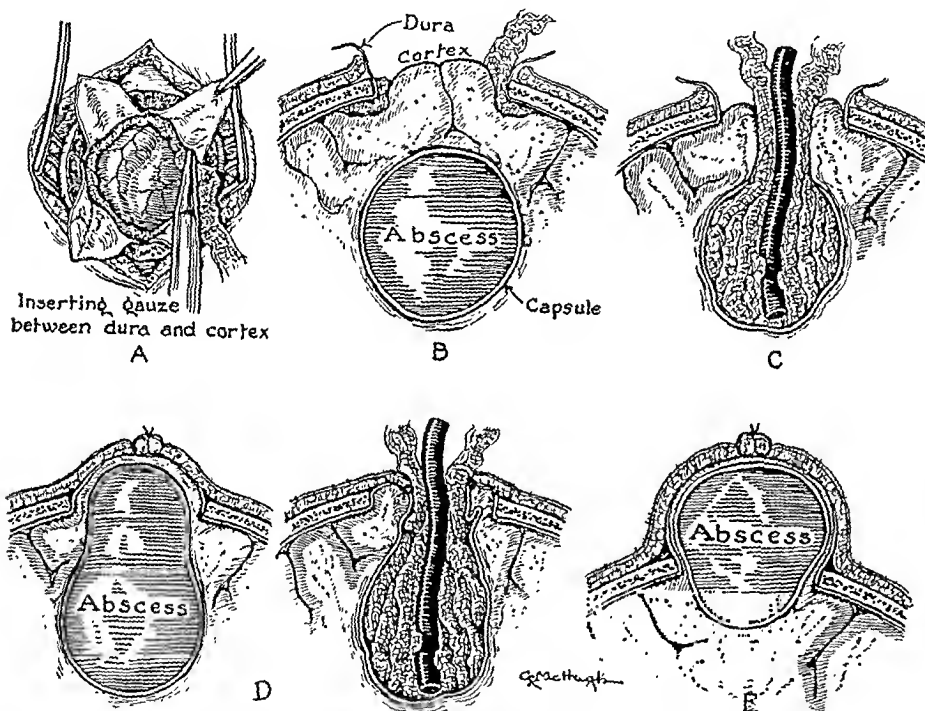 Dura
cortex
Abscess
Capsule
Inserting gauze
between dura and cortex
A
B
C
Abscess
D
Abscess
E